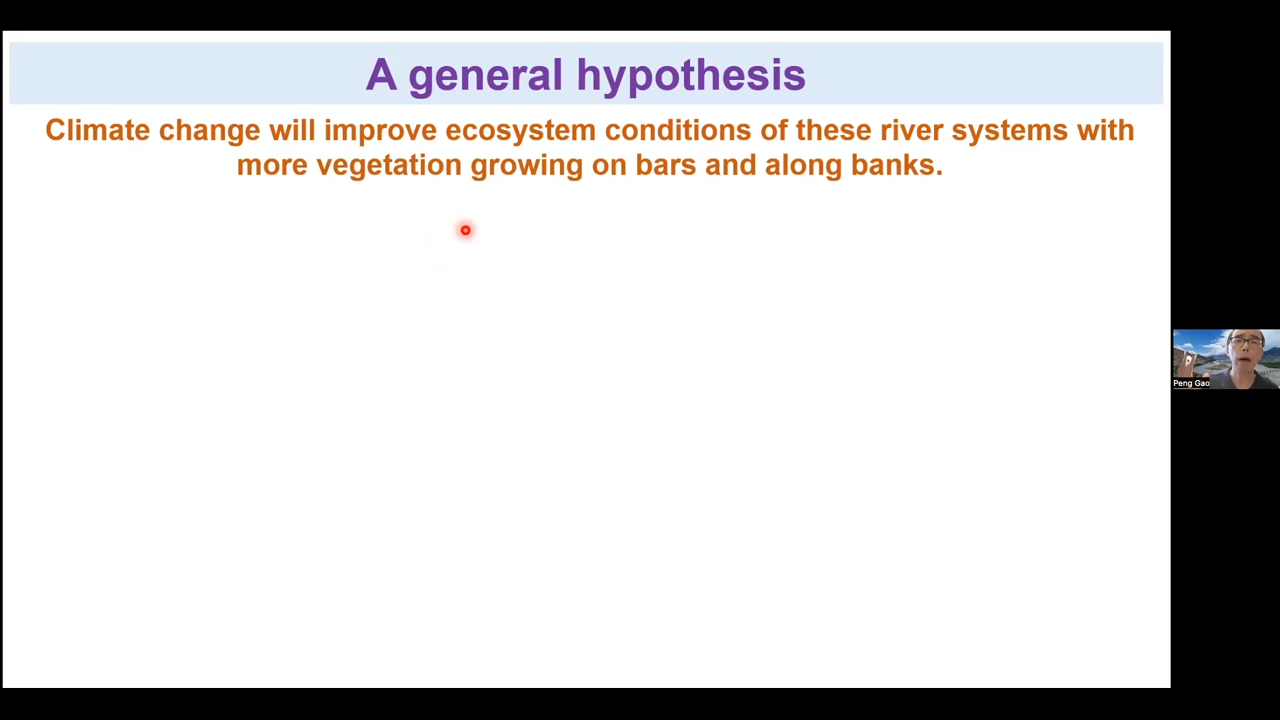 A general hypothesis
Climate change will improve ecosystem conditions of these river systems with
more vegetation growing on bars and along banks.
Peng Gao